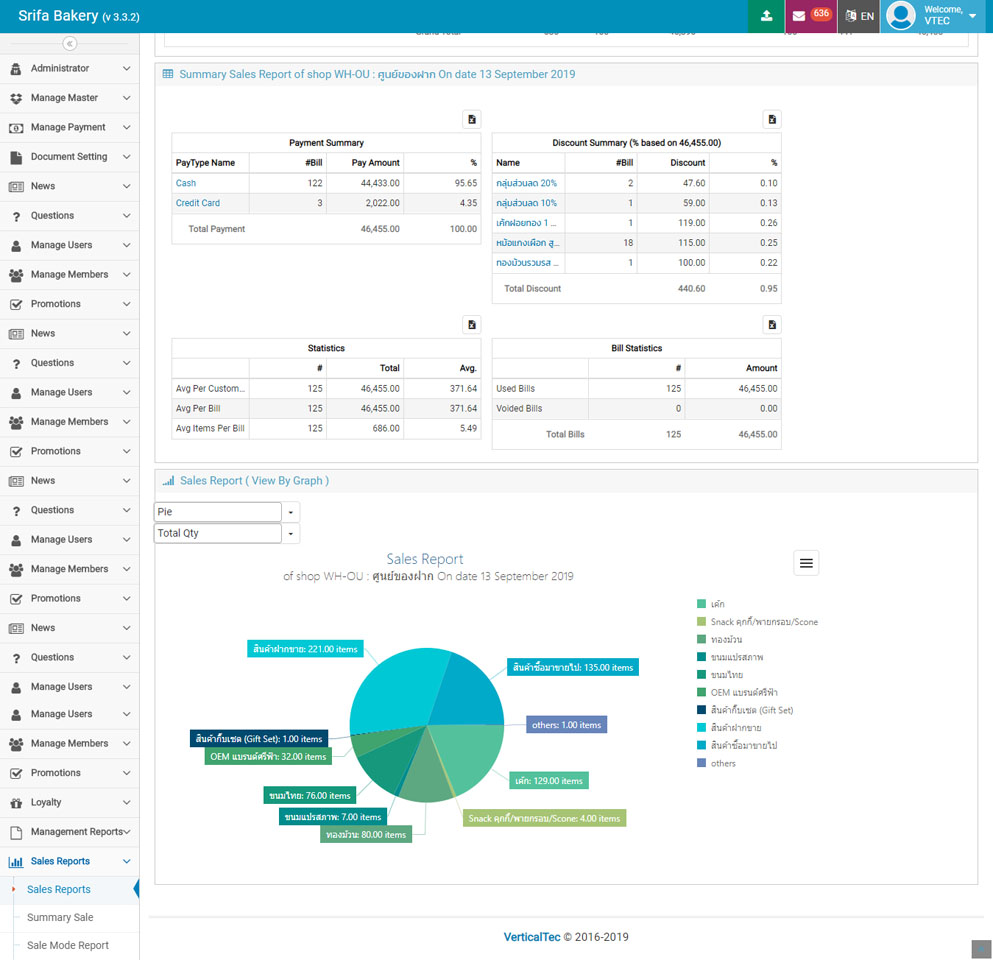 Srifa Bakery (v 3.3.2)
636
EN
Welcome,
VTEC
Administrator
Manage Master
Manage Payment
Document Setting
News
Questions
Manage Users
Manage Members
Promotions
News
Questions
Manage Users
Manage Members
Promotions
News
Questions
Manage Users
Manage Members
Promotions
News
Questions
Manage Users
Manage Users
Manage Members
Promotions
Loyalty
Management Reports
Sales Reports
Sales Reports
Summary Sale
Sale Mode Report
Summary Sales Report of shop WH-OU : ศูนย์ของฝาก On date 13 September 2019
Payment Summary
PayType Name #Bill Pay Amount %
Cash 122 44,433.00 95.65
Credit Card 3 2,022.00 4.35
Total Payment 46,455.00 100.00
Discount Summary (% based on 46,455.00)
Name #Bill Discount %
กลุ่มส่วนลด 20% 2 47.60 0.10
กลุ่มส่วนลด 10% 1 59.00 0.13
เค้กฝอยทอง 1 ... 1 119.00 0.26
หม้อแกงเผือก สู... 18 115.00 0.25
ทองม้วนรวมรส ... 1 100.00 0.22
Total Discount 440.60 0.95
Statistics
# Total Avg.
Avg Per Custom... 125 46,455.00 371.64
Avg Per Bill 125 46,455.00 371.64
Avg Items Per Bill 125 686.00 5.49
Bill Statistics
# Amount
Used Bills 125 46,455.00
Voided Bills 0 0.00
Total Bills 125 46,455.00
Sales Report ( View By Graph )
Pie
Total Qty
Sales Report
of shop WH-OU : ศูนย์ของฝาก On date 13 September 2019
สินค้าฝากขาย: 221.00 items
สินค้าซื้อมาขายไป: 135.00 items
others: 1.00 items
สินค้ากิ๊บเซต (Gift Set): 1.00 items
OEM แบรนด์ศรีฟ้า: 32.00 items
เค้ก: 129.00 items
ขนมไทย: 76.00 items
ขนมแปรสภาพ: 7.00 items
Snack คุกกี้/พายกรอบ/Scone: 4.00 items
ทองม้วน: 80.00 items
เค้ก
Snack คุกกี้/พายกรอบ/Scone
ทองม้วน
ขนมแปรสภาพ
ขนมไทย
OEM แบรนด์ศรีฟ้า
สินค้ากิ๊บเซต (Gift Set)
สินค้าฝากขาย
สินค้าซื้อมาขายไป
others
VerticalTec © 2016-2019